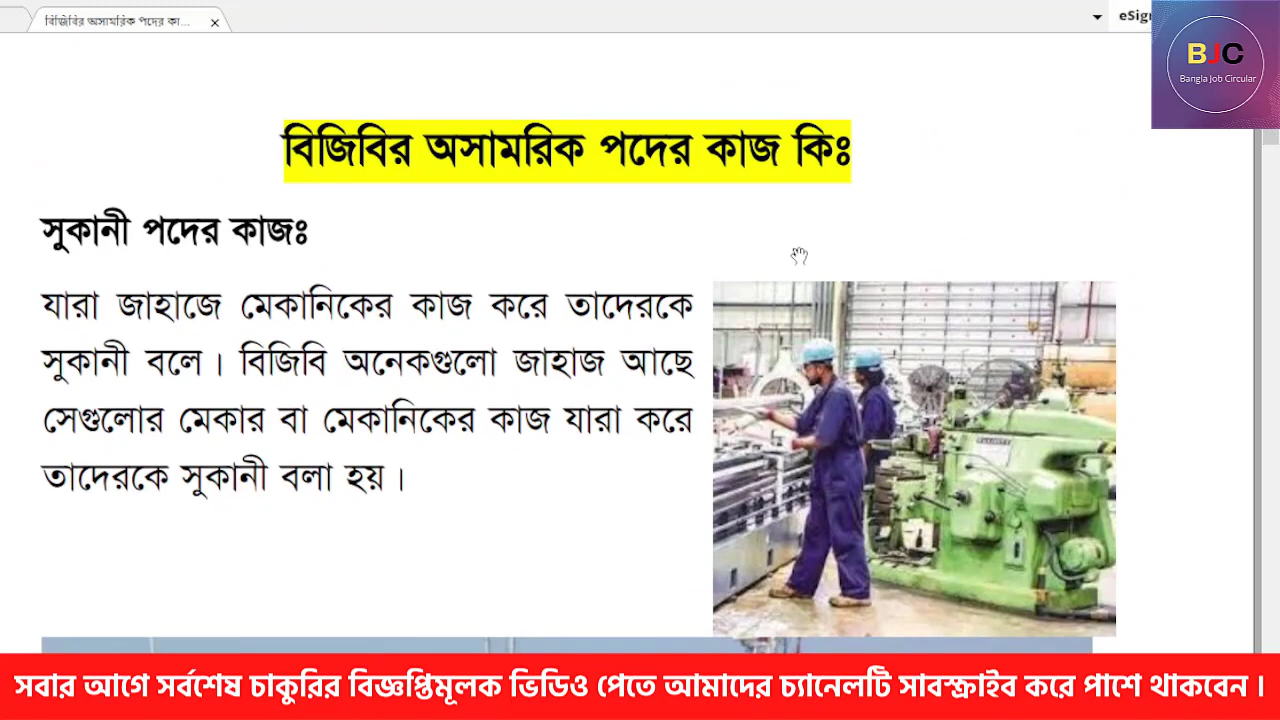 বিজিবির অসামরিক পদের কা...
eSign
BJC
Bangla Job Circular
বিজিবির অসামরিক পদের কাজ কিঃ
সুকানী পদের কাজঃ
যারা জাহাজে মেকানিকের কাজ করে তাদেরকে
সুকানী বলে। বিজিবি অনেকগুলো জাহাজ আছে
সেগুলোর মেকার বা মেকানিকের কাজ যারা করে
তাদেরকে সুকানী বলা হয়।
সবার আগে সর্বশেষ চাকুরির বিজ্ঞপ্তিমূলক ভিডিও পেতে আমাদের চ্যানেলটি সাবস্ক্রাইব করে পাশে থাকবেন।